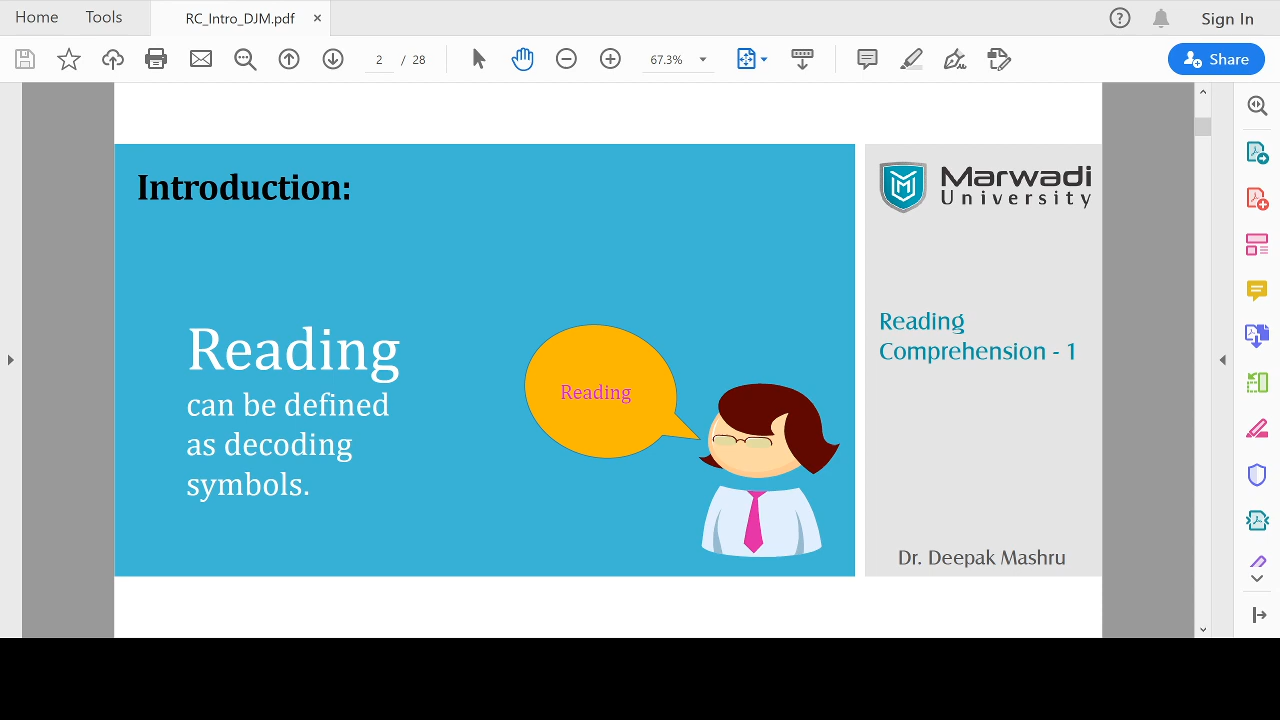 Home
Tools
RC_Intro_DJM.pdf
Sign In
2 / 28
67.3%
Share
Introduction:
Reading
can be defined
as decoding
symbols.
Reading
Marwadi
University
Reading
Comprehension - 1
Dr. Deepak Mashru